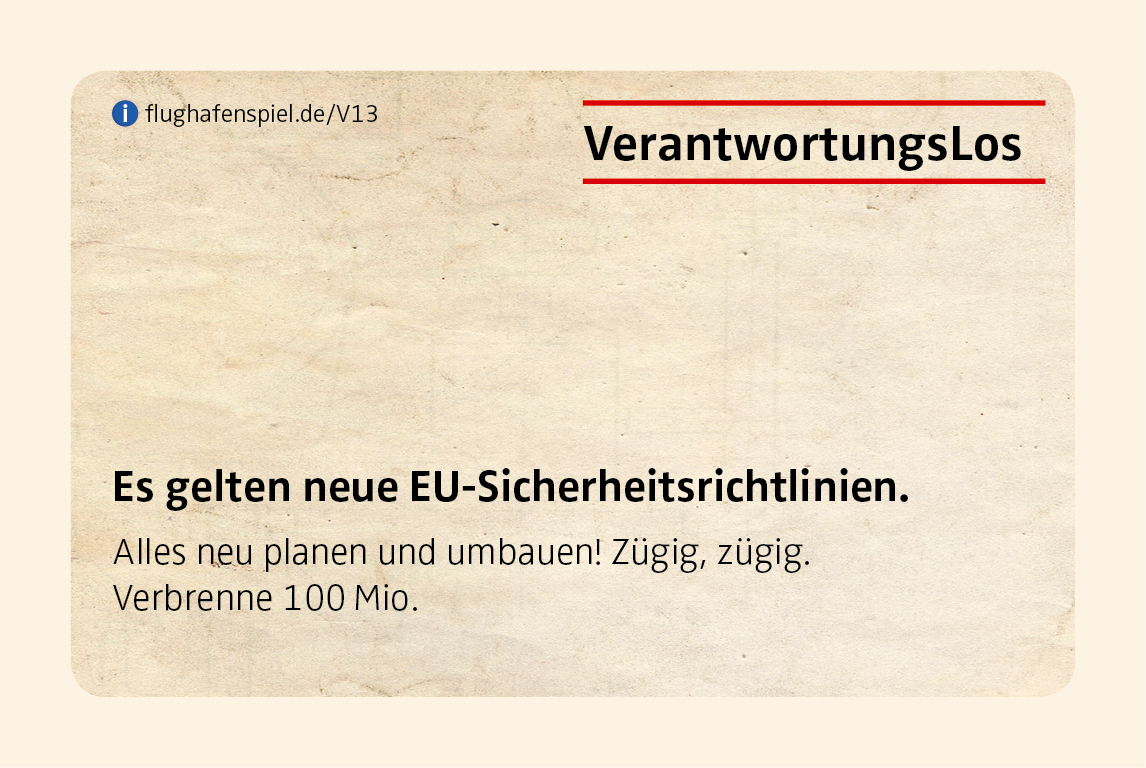 i flughafenspiel.de/V13
VerantwortungsLos
Es gelten neue EU-Sicherheitsrichtlinien.
Alles neu planen und umbauen! Zügig, zügig.
Verbrenne 100 Mio.